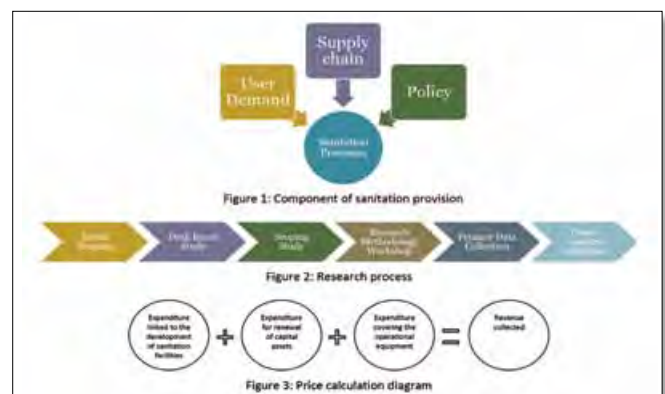 Supply
chain
User
Demand
Policy
Sanitation
Provision
Figure 1: Component of sanitation provision
Desk Based
Study
Scoping
Study
Research
Methodology
Workshop
Primary Data
Collection
Figure 2: Research process
Expenditure
linked to the
development
of sanitation
facilities
+
Expenditure
for renewal
of capital
assets
+
Expenditure
covering the
operational
equipment
=
Revenue
collected
Figure 3: Price calculation diagram